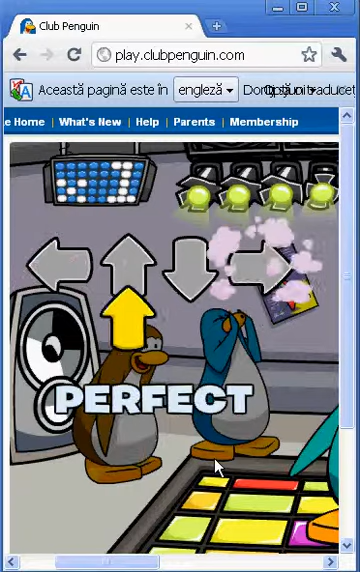 Club Penguin
play.clubpenguin.com
Această pagină este în engleză
e Home | What's New | Help | Parents | Membership
PERFECT